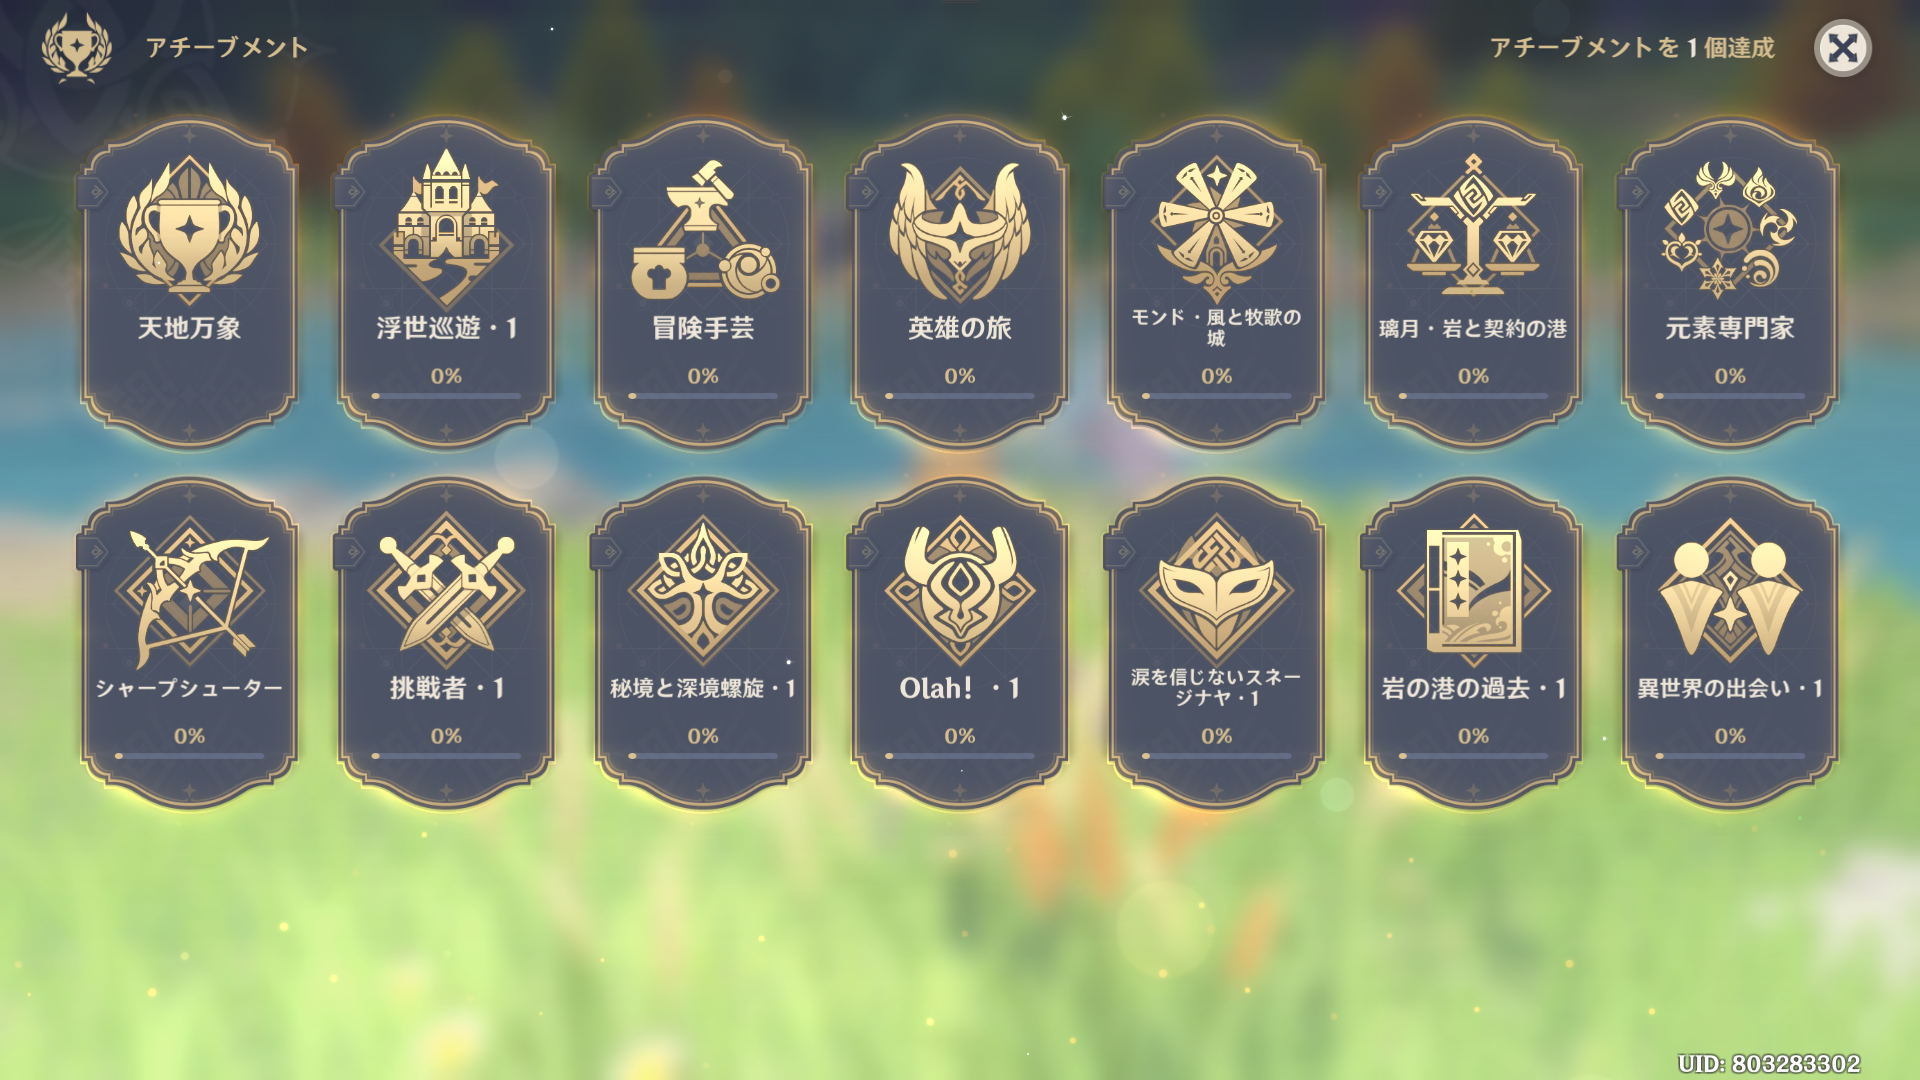 アチーブメント
アチーブメントを1個達成
天地万象
浮世巡遊・1
0%
冒険手芸
0%
英雄の旅
0%
モンド・風と牧歌の
城
0%
璃月・岩と契約の港
0%
元素専門家
0%
シャープシューター
0%
挑戦者・1
0%
秘境と深境螺旋・1
0%
Olah!・1
0%
涙を信じないスネー
ジナヤ・1
0%
岩の港の過去・1
0%
異世界の出会い・1
0%
UID: 803283302